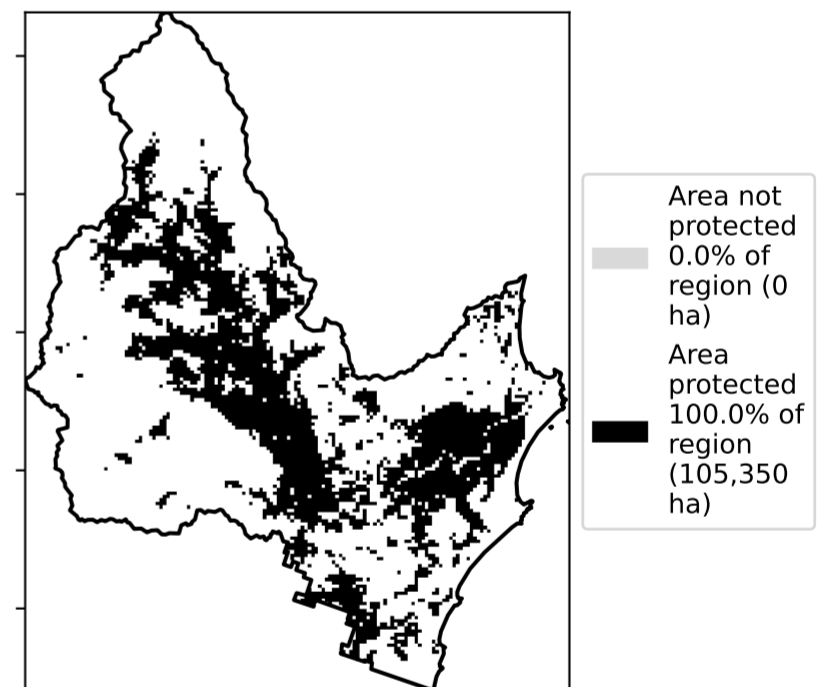 Area not
protected
0.0% of
region (0
ha)
Area
protected
100.0% of
region
(105,350
ha)